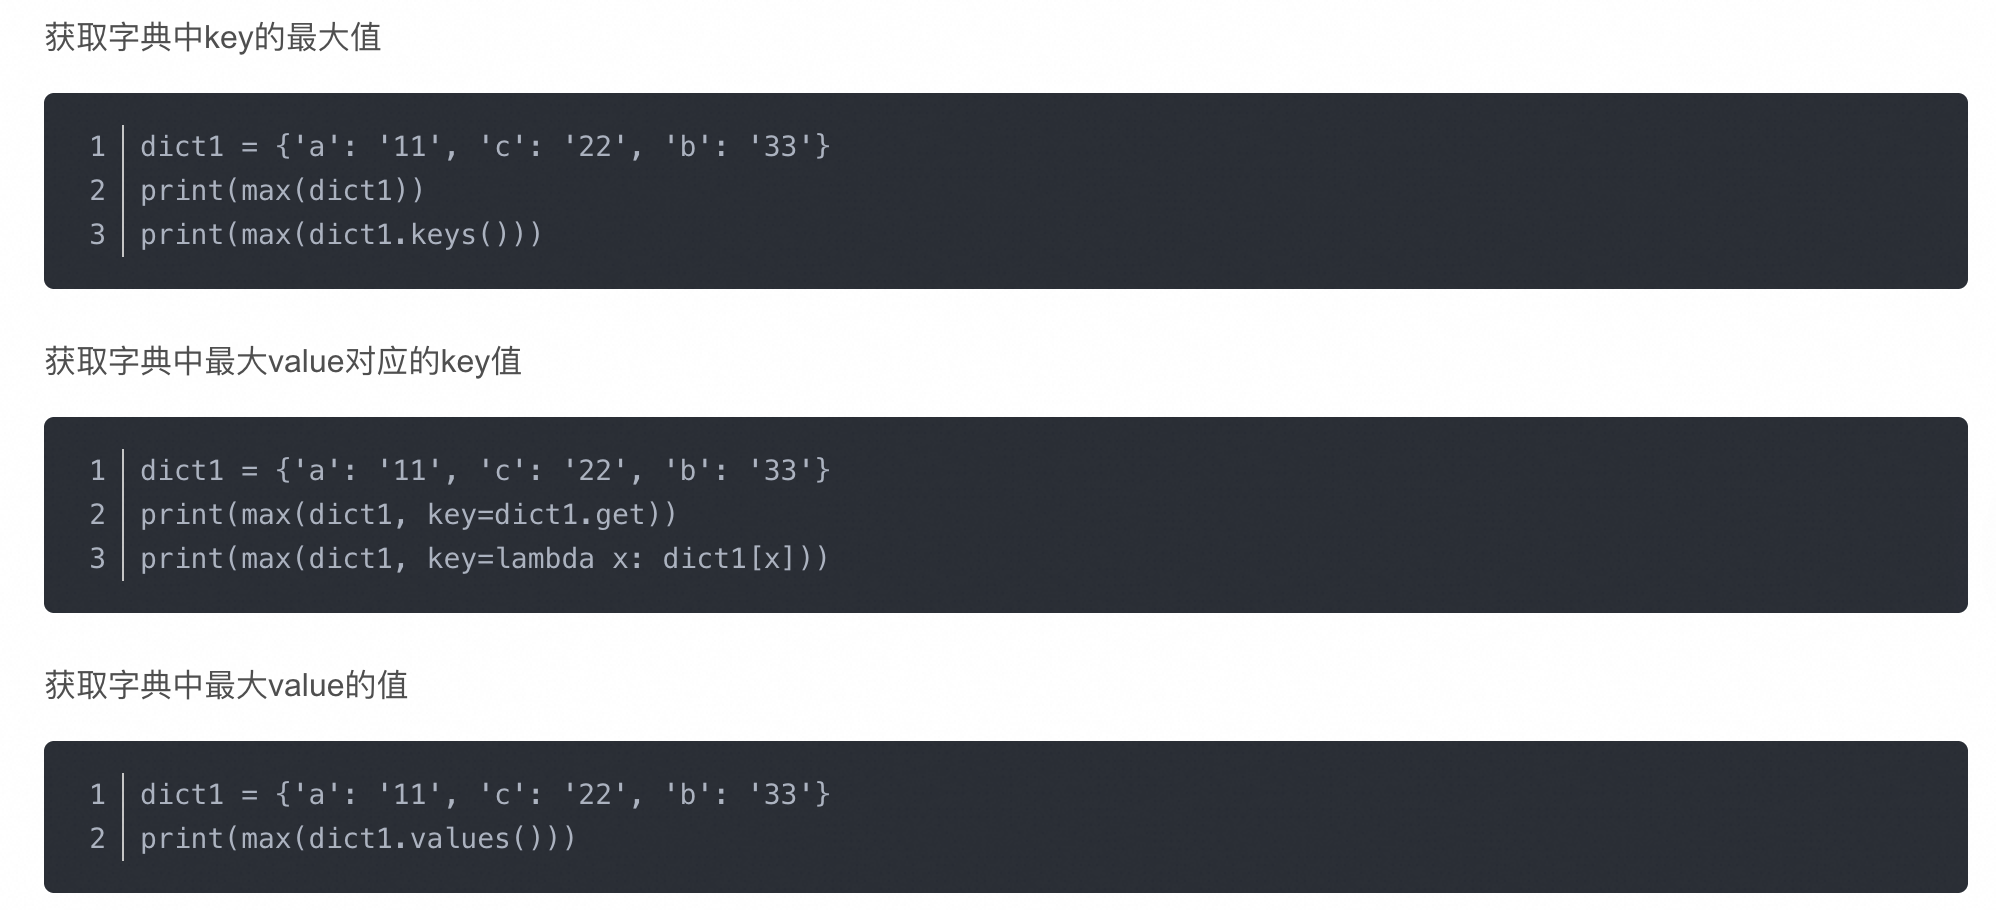 获取字典中key的最大值
1 dict1 = {'a': '11', 'c': '22', 'b': '33'}
2 print(max(dict1))
3 print(max(dict1.keys()))
获取字典中最大value对应的key值
1 dict1 = {'a': '11', 'c': '22', 'b': '33'}
2 print(max(dict1, key=dict1.get))
3 print(max(dict1, key=lambda x: dict1[x]))
获取字典中最大value的值
1 dict1 = {'a': '11', 'c': '22', 'b': '33'}
2 print(max(dict1.values()))